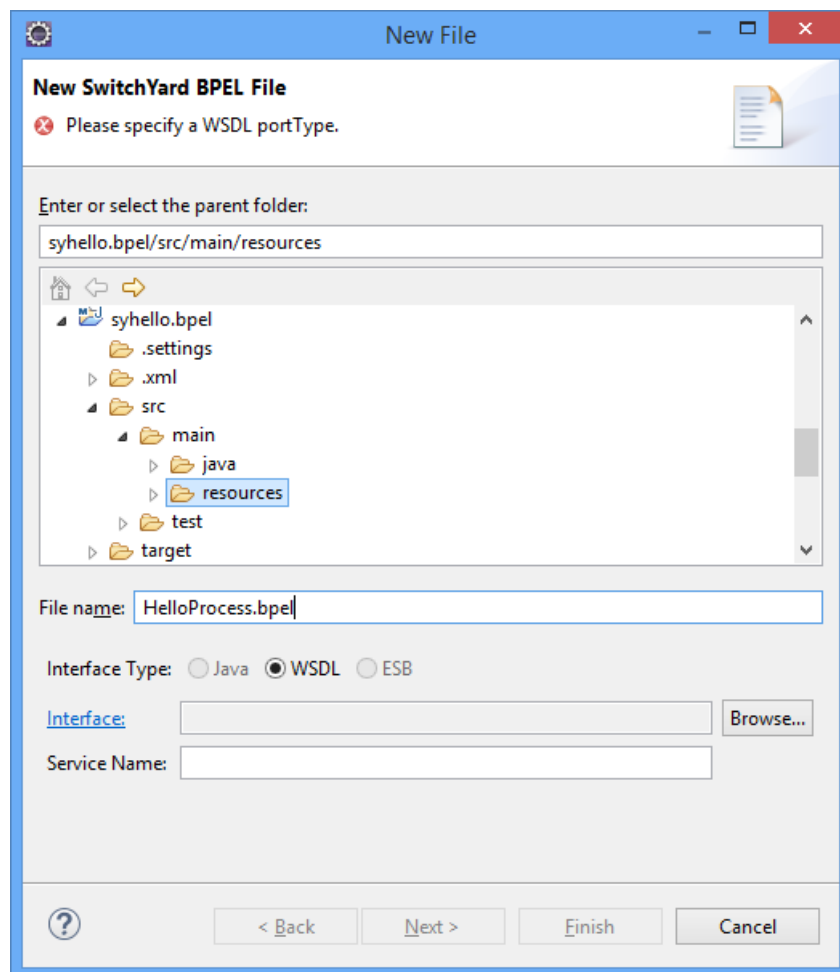 New File
New SwitchYard BPEL File
Please specify a WSDL portType.
Enter or select the parent folder:
syhello.bpel/src/main/resources
syhello.bpel
.settings
.xml
src
main
java
resources
test
target
File name: HelloProcess.bpel
Interface Type: Java WSDL ESB
Interface: Browse...
Service Name:
? < Back Next > Finish Cancel